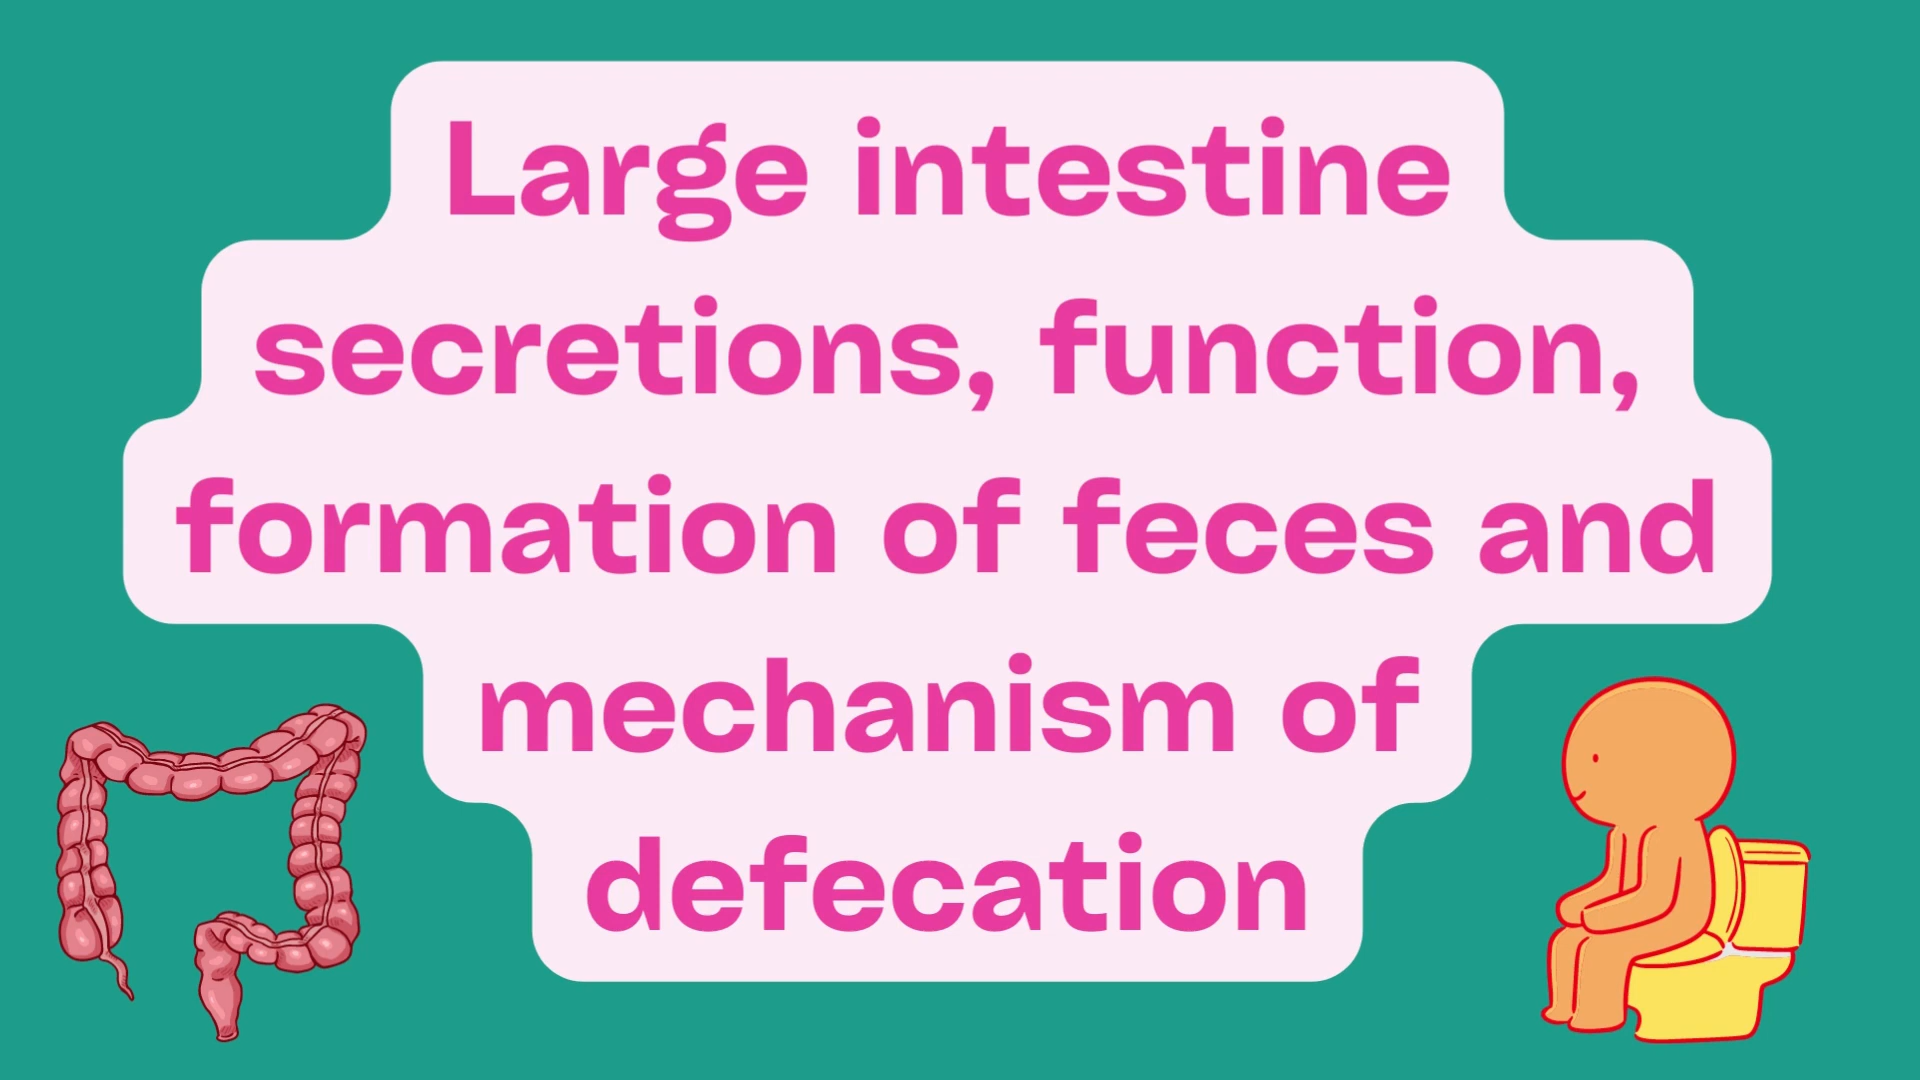 Large intestine
secretions, function,
formation of feces and
mechanism of
defecation